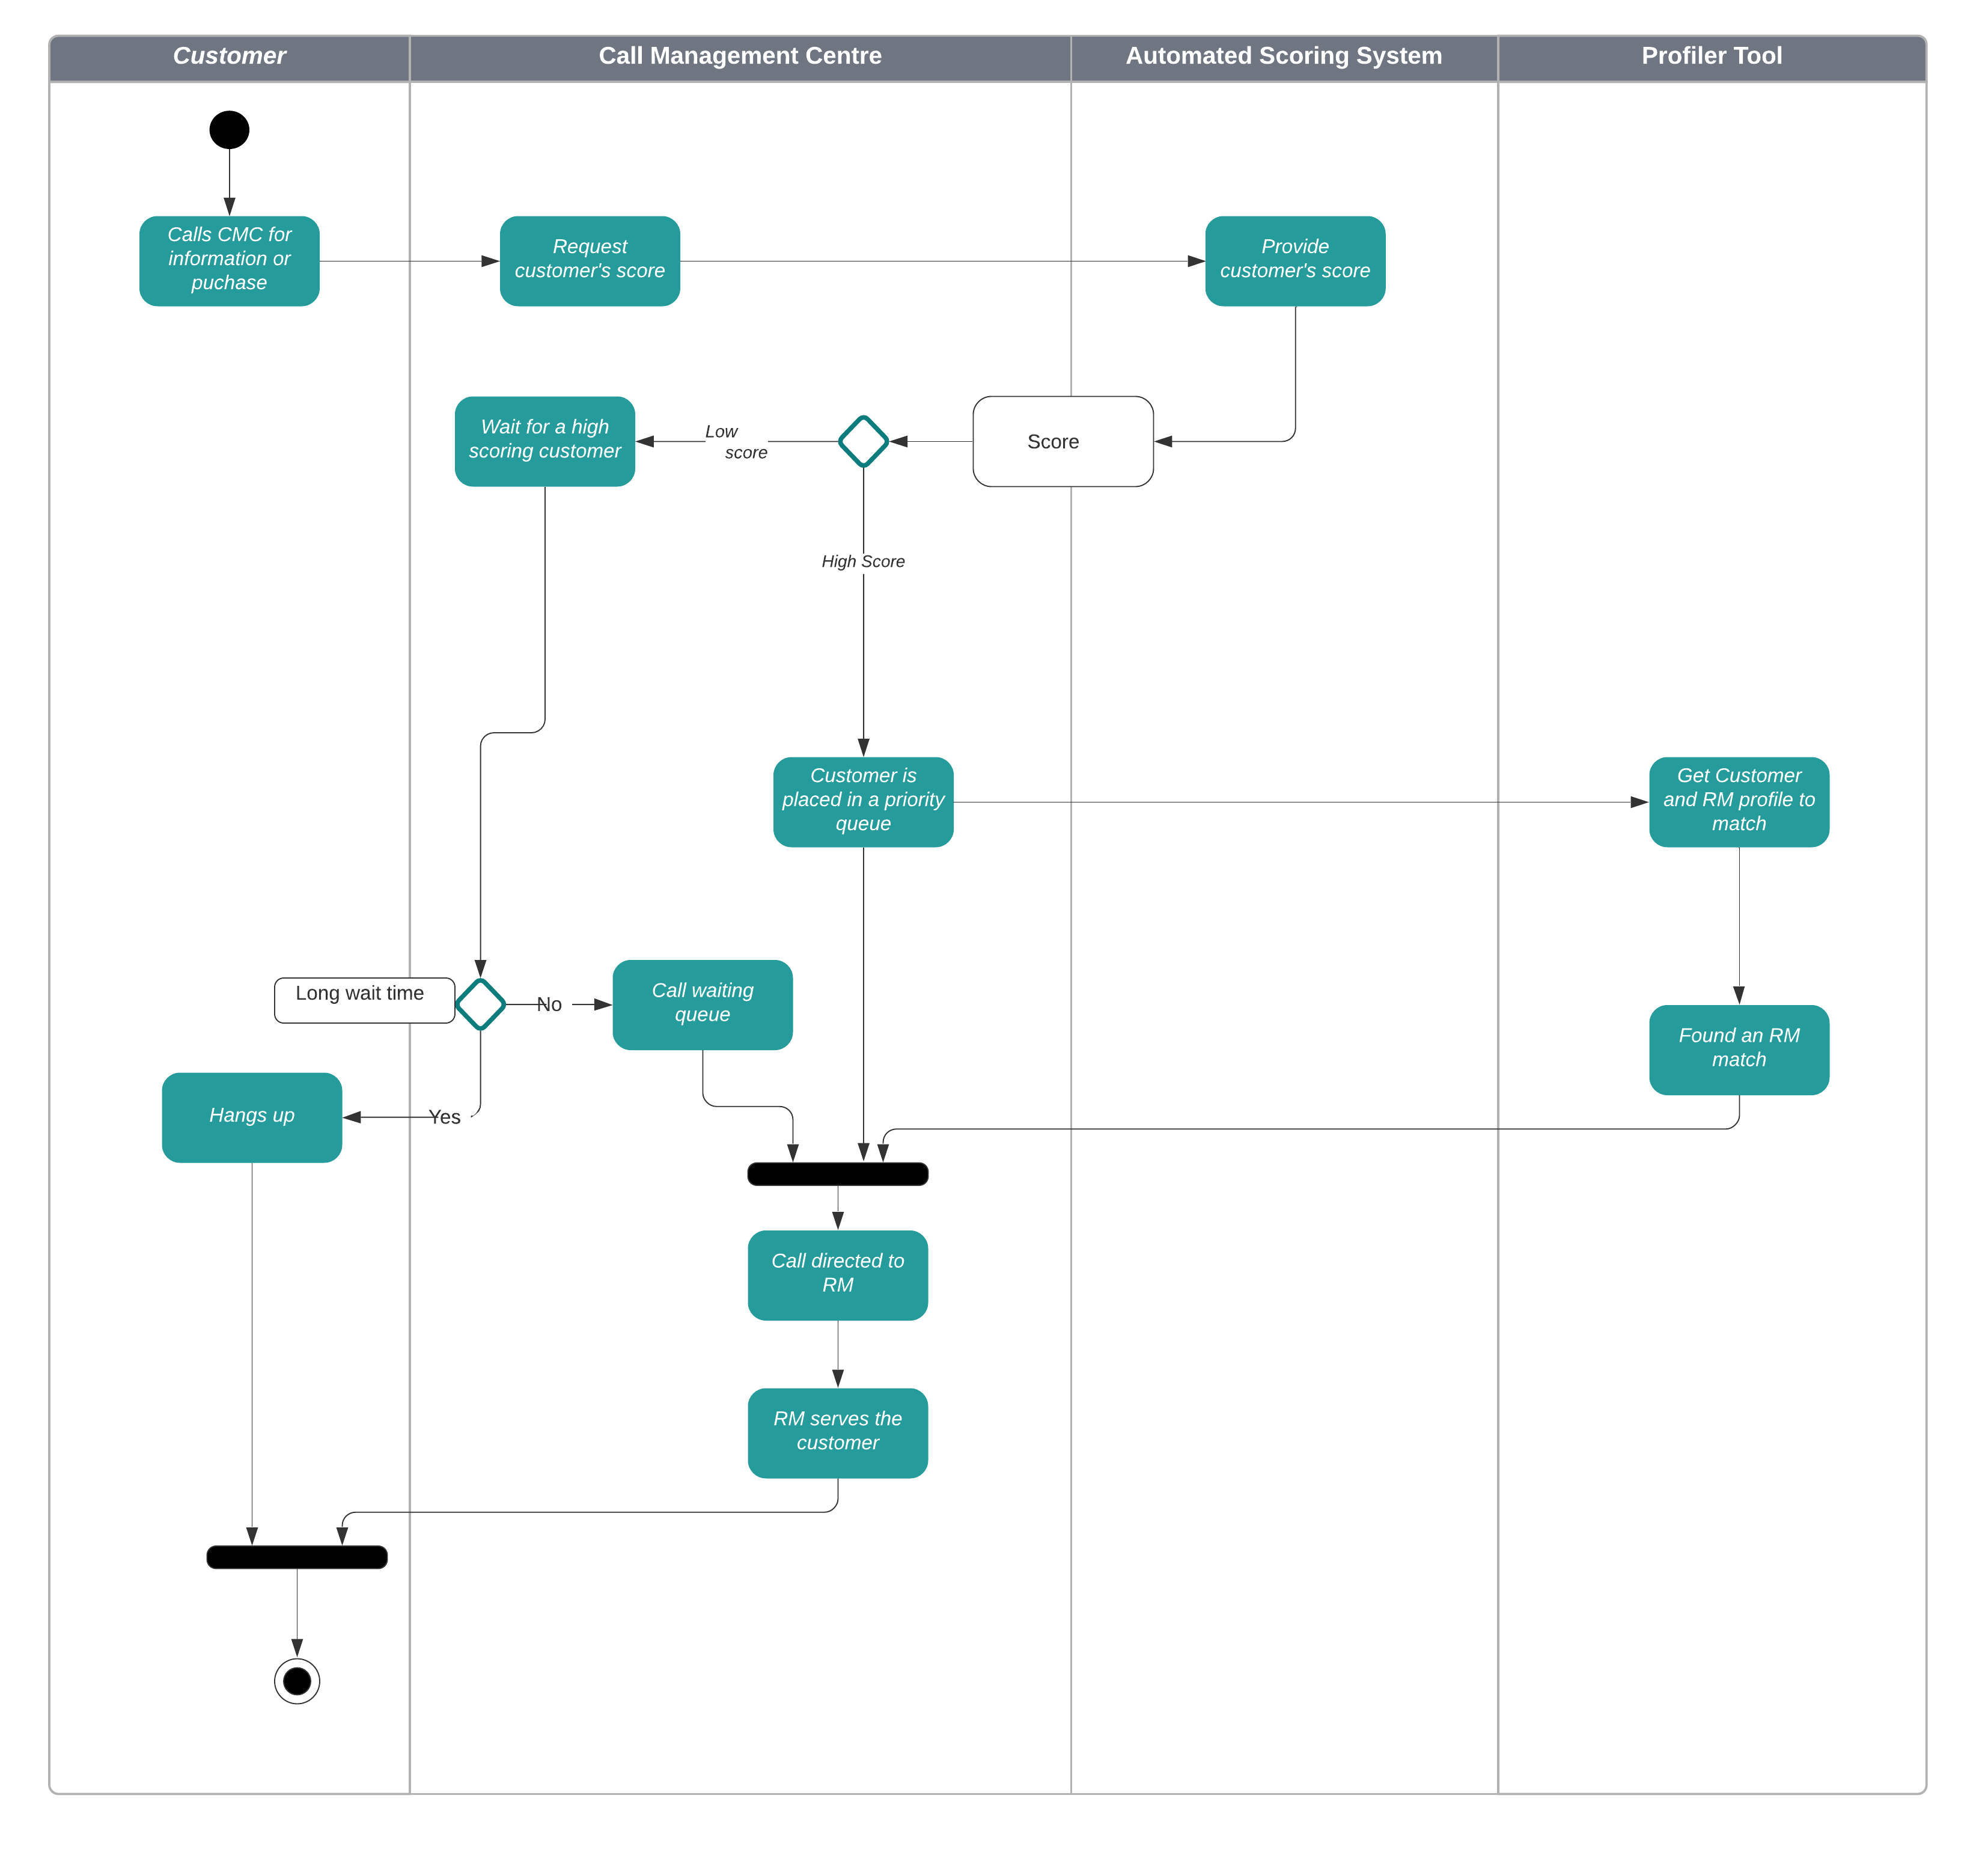 Customer
Call Management Centre
Automated Scoring System
Profiler Tool
Calls CMC for
information or
puchase
Request
customer's score
Provide
customer's score
Wait for a high
scoring customer
Low
score
Score
High Score
Customer is
placed in a priority
queue
Get Customer
and RM profile to
match
Long wait time
No
Call waiting
queue
Found an RM
match
Hangs up
Yes
Call directed to
RM
RM serves the
customer